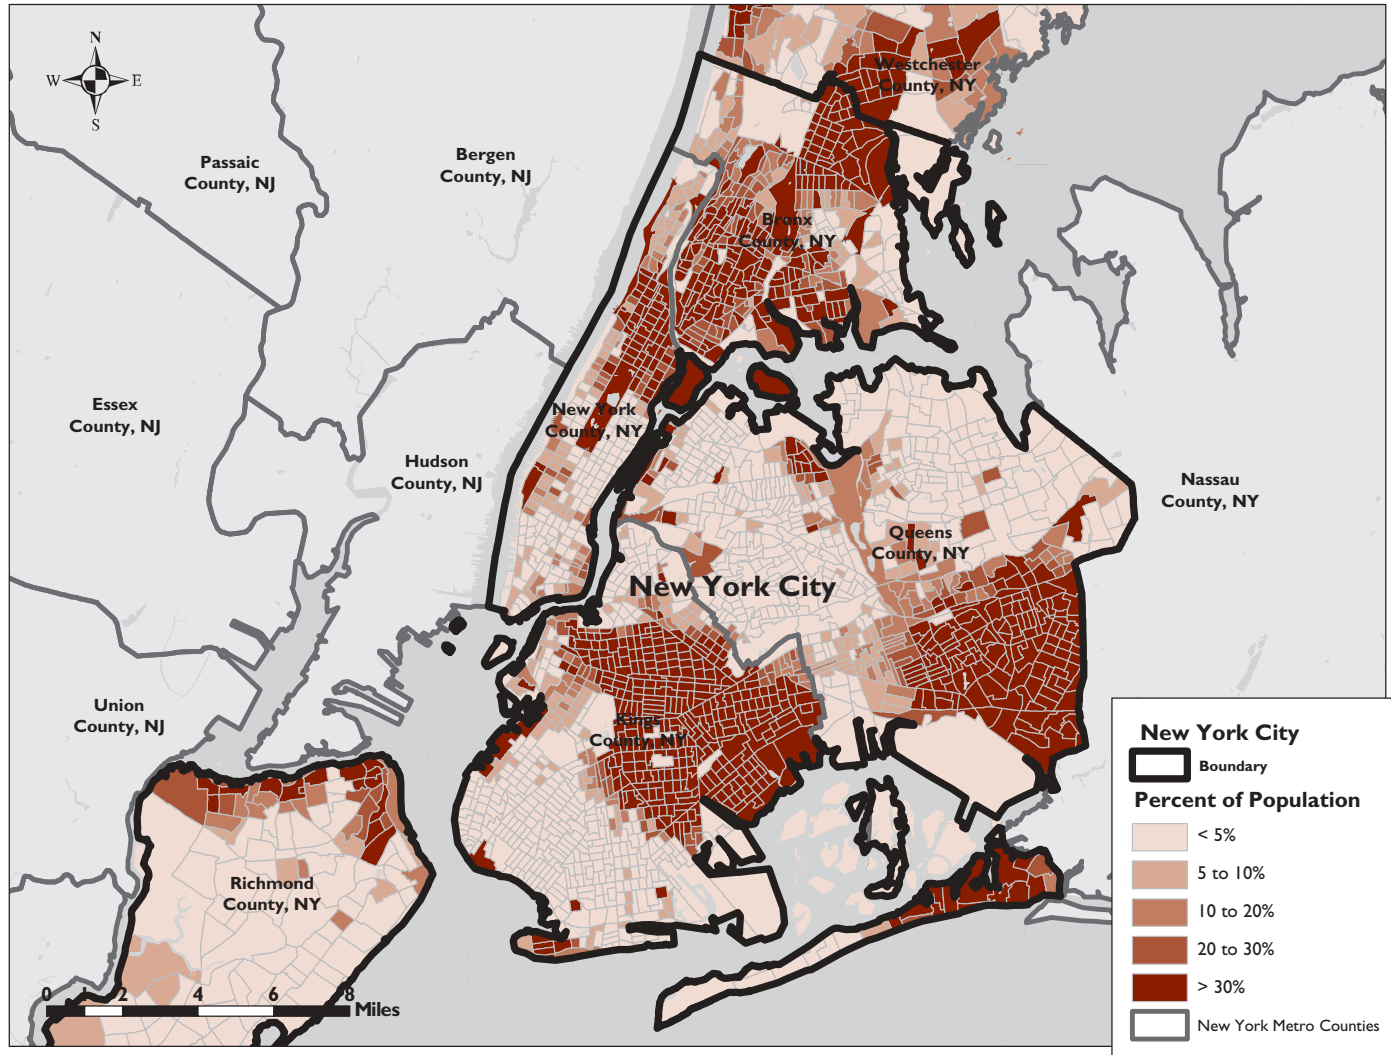 N
W E
S
Westchester
County, NY
Passaic
County, NJ
Bergen
County, NJ
Bronx
County, NY
Essex
County, NJ
New York
County, NY
Hudson
County, NJ
Nassau
County, NY
Queens
County, NY
New York City
Union
County, NJ
Kings
County, NY
Richmond
County, NY
0 1 2 4 6 8
Miles
New York City
Boundary
Percent of Population
< 5%
5 to 10%
10 to 20%
20 to 30%
> 30%
New York Metro Counties